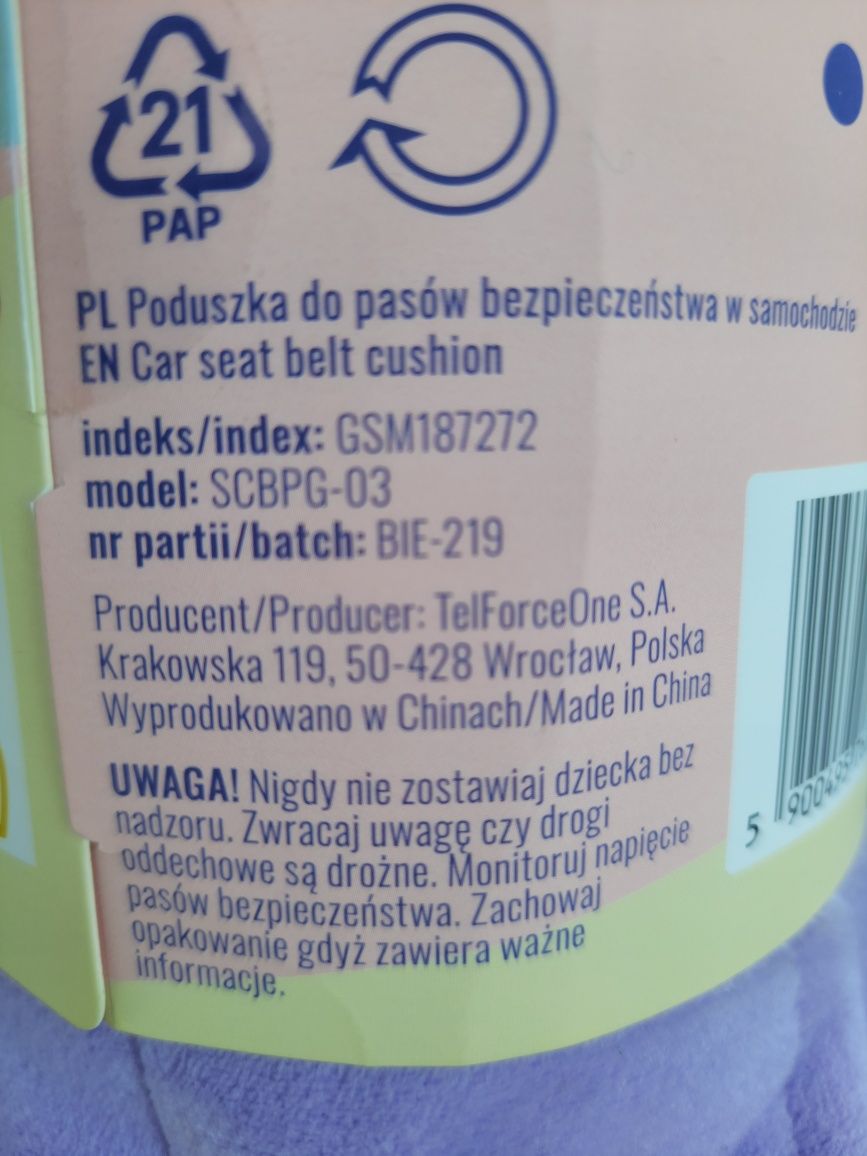 21
PAP
PL Poduszka do pasów bezpieczeństwa w samochodzie
EN Car seat belt cushion
indeks/index: GSM187272
model: SCBPG-03
nr partii/batch: BIE-219
Producent/Producer: TelForceOne S.A.
Krakowska 119, 50-428 Wrocław, Polska
Wyprodukowano w Chinach/Made in China
UWAGA! Nigdy nie zostawiaj dziecka bez
nadzoru. Zwracaj uwagę czy drogi
oddechowe są drożne. Monitoruj napięcie
pasów bezpieczeństwa. Zachowaj
opakowanie gdyż zawiera ważne
informacje.
5